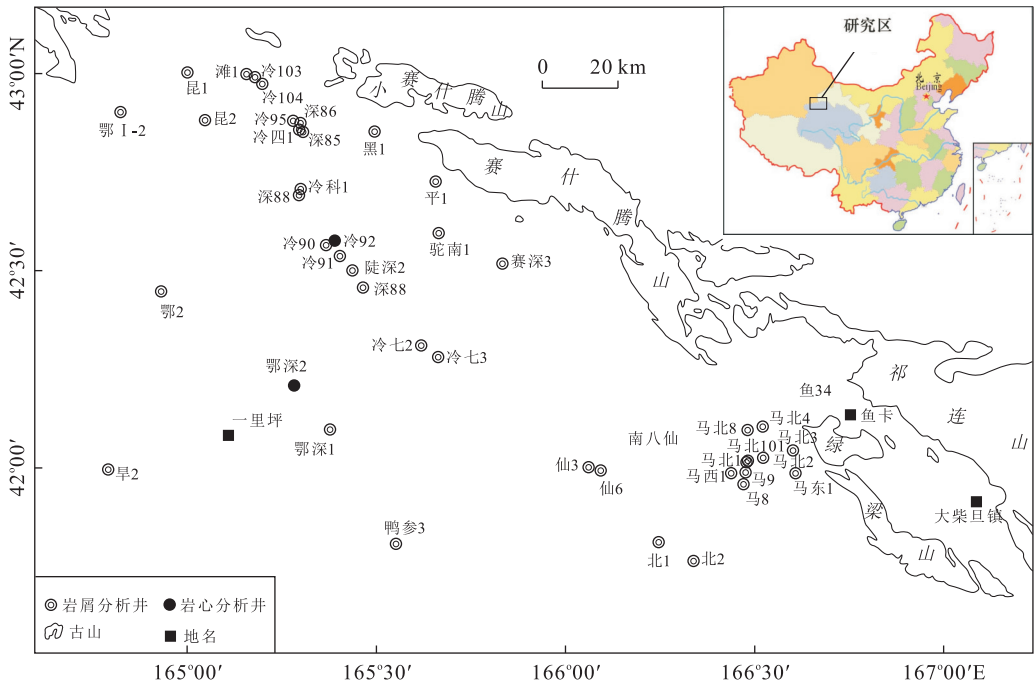 研究区
北京
Beijing
43°00′N
42°30′
42°00′
0 20 km
小赛什腾山
赛什腾山
祁连山
绿梁山
滩1
冷103
昆1
冷104
鄂Ⅰ-2
昆2
冷95
深86
冷四1
深85
黑1
冷科1
深88
平1
冷90
冷92
冷91
陡深2
深88
驼南1
赛深3
鄂2
冷七2
冷七3
鄂深2
一里坪
鄂深1
旱2
鸭参3
南八仙
仙3
仙6
鱼34
鱼卡
马北8
马北4
马北101
马北3
马北1
马北2
马西1
马9
马东1
马8
大柴旦镇
北1
北2
岩屑分析井
岩心分析井
古山
地名
165°00′
165°30′
166°00′
166°30′
167°00′E